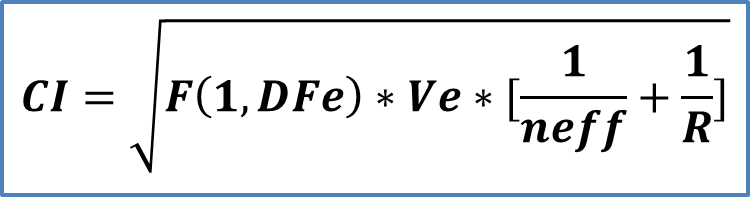 CI = √F(1, DFe) * Ve * [1/neff + 1/R]